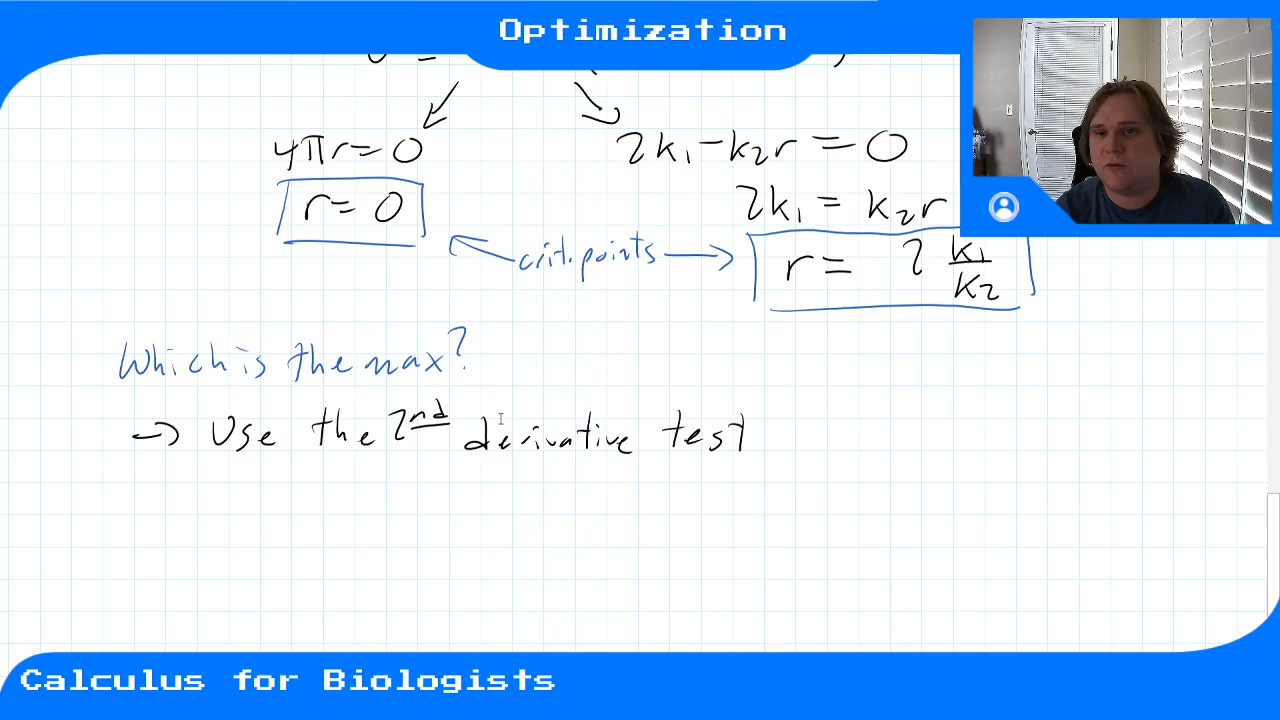 Optimization
4πr = 0
2k₁ - k₂r = 0
r = 0
2k₁ = k₂r
crit. points
r = 2 k₁/k₂
Which is the max?
→ Use the 2nd derivative test
Calculus for Biologists